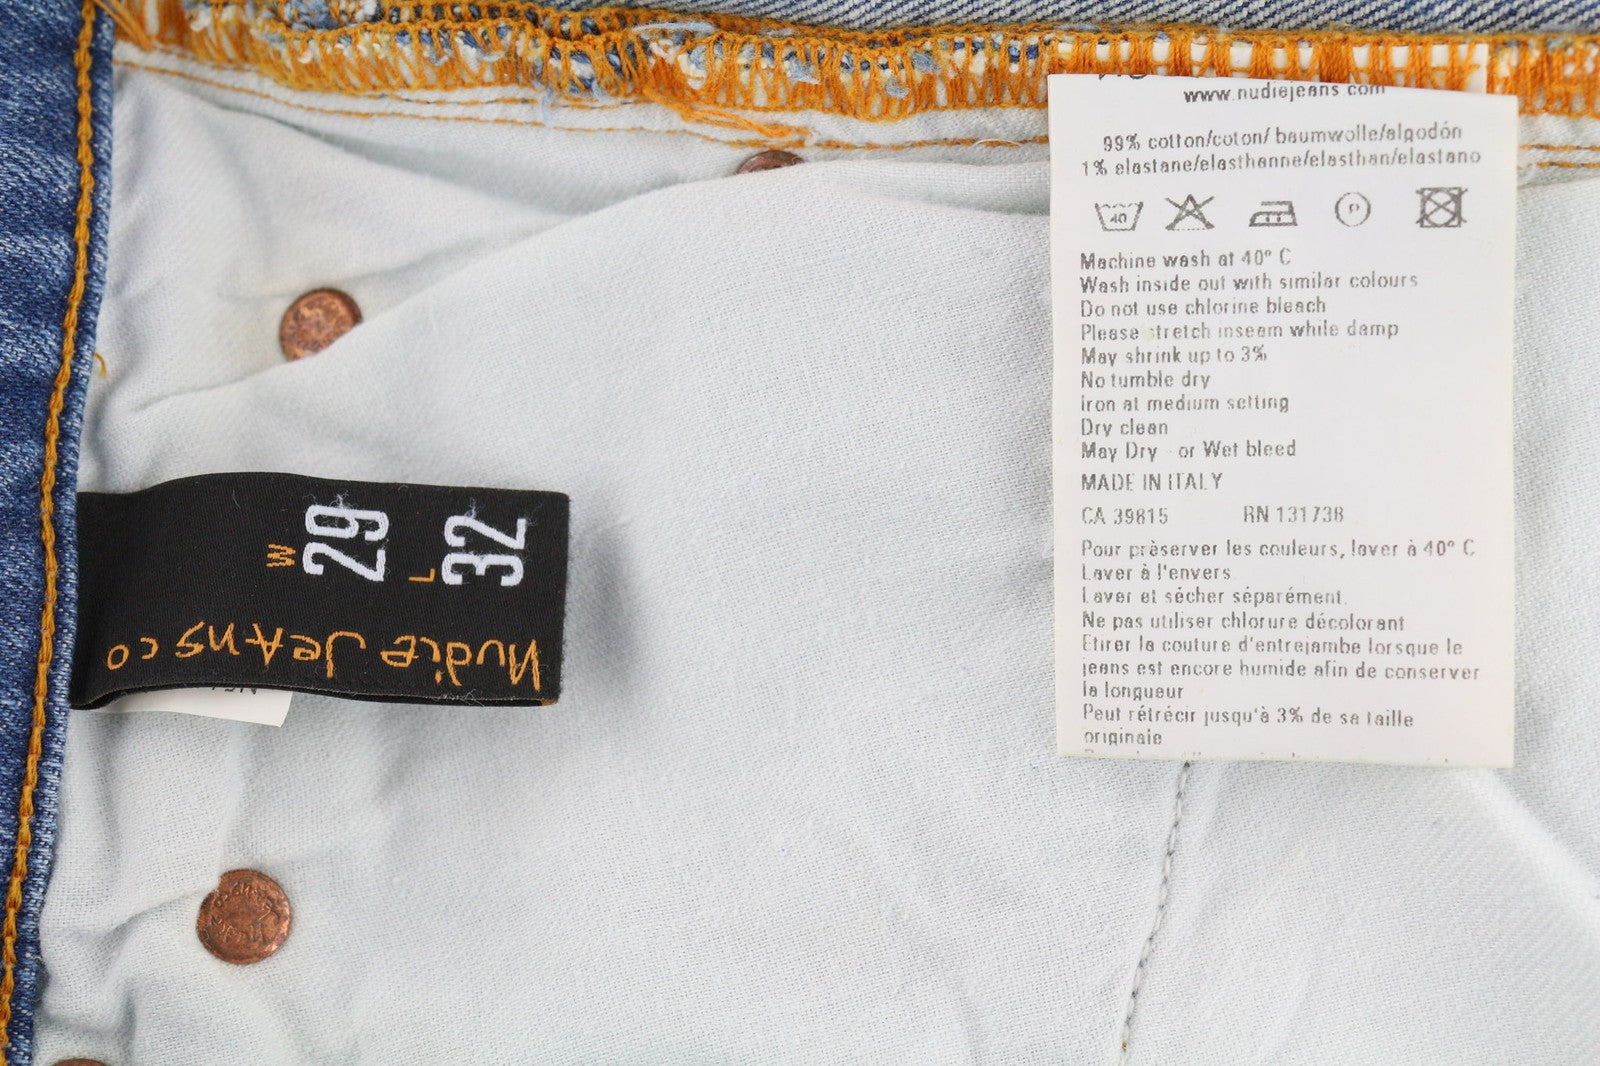 W 29
L 32
Nudie Jeans co
www.nudiejeans.com
99% cotton/coton/ baumwolle/algodón
1% elastane/elasthanne/elasthan/elastano
40
P
Machine wash at 40° C
Wash inside out with similar colours
Do not use chlorine bleach
Please stretch inseam while damp
May shrink up to 3%
No tumble dry
Iron at medium setting
Dry clean
May Dry or Wet bleed
MADE IN ITALY
CA 39815 RN 131738
Pour prèserver les couleurs, laver à 40° C
Laver à l'envers
Laver et sécher séparément.
Ne pas utiliser chlorure décolorant
Etirer la couture d'entrejambe lorsque le
jeans est encore humide afin de conserver
la longueur
Peut rétrécir jusqu'à 3% de sa taille
originale